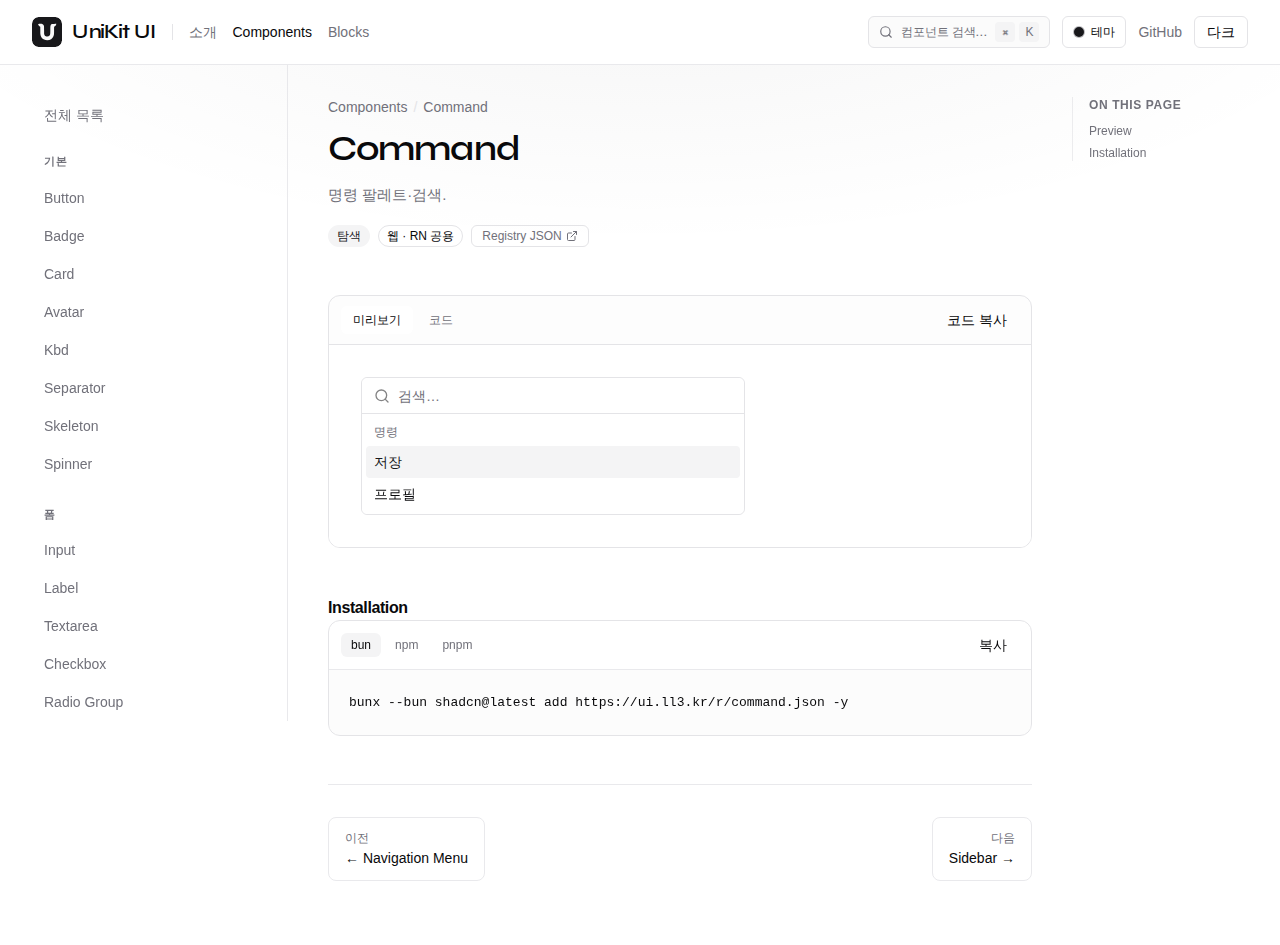 UniKit UI 소개 Components Blocks 컴포넌트 검색… ⌘ K 테마 GitHub 다크
전체 목록
기본
Button
Badge
Card
Avatar
Kbd
Separator
Skeleton
Spinner
폼
Input
Label
Textarea
Checkbox
Radio Group
Components / Command
Command
명령 팔레트·검색.
탐색 웹 · RN 공용 Registry JSON
미리보기 코드 코드 복사
검색…
명령
저장
프로필
Installation
bun npm pnpm 복사
bunx --bun shadcn@latest add https://ui.ll3.kr/r/command.json -y
이전
← Navigation Menu
다음
Sidebar →
ON THIS PAGE
Preview
Installation